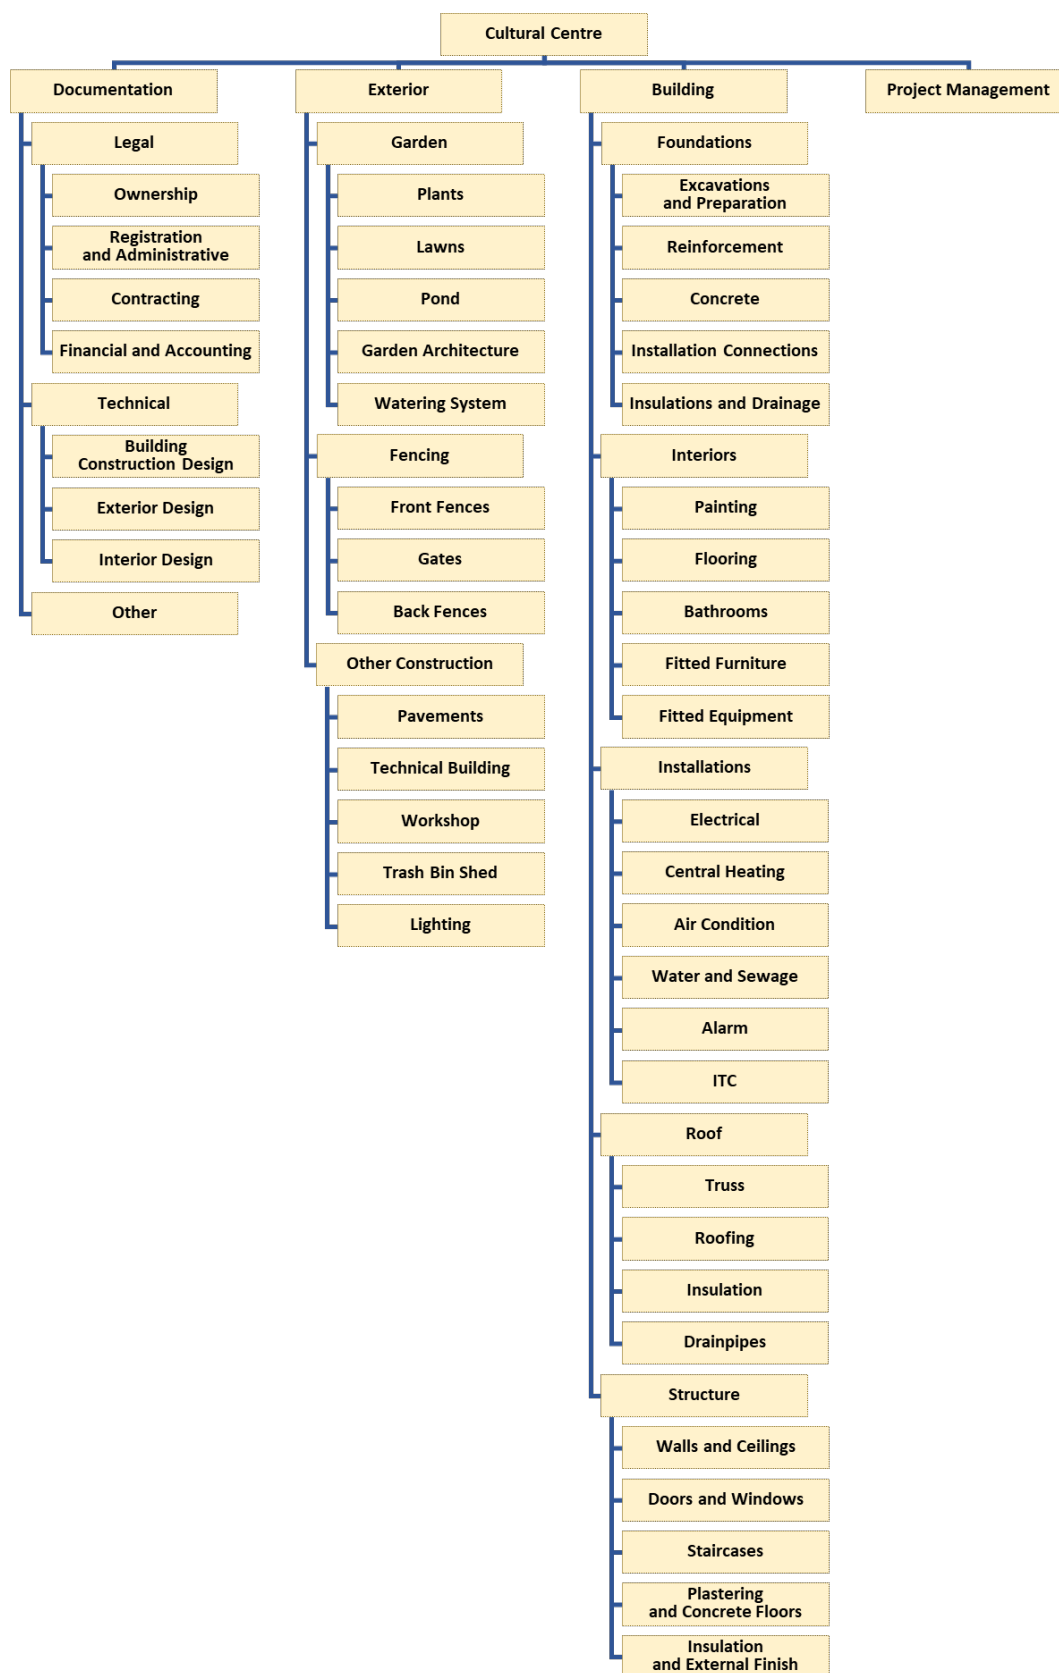 Cultural Centre
Documentation
Legal
Ownership
Registration
and Administrative
Contracting
Financial and Accounting
Technical
Building
Construction Design
Exterior Design
Interior Design
Other
Exterior
Garden
Plants
Lawns
Pond
Garden Architecture
Watering System
Fencing
Front Fences
Gates
Back Fences
Other Construction
Pavements
Technical Building
Workshop
Trash Bin Shed
Lighting
Building
Foundations
Excavations
and Preparation
Reinforcement
Concrete
Installation Connections
Insulations and Drainage
Interiors
Painting
Flooring
Bathrooms
Fitted Furniture
Fitted Equipment
Installations
Electrical
Central Heating
Air Condition
Water and Sewage
Alarm
ITC
Roof
Truss
Roofing
Insulation
Drainpipes
Structure
Walls and Ceilings
Doors and Windows
Staircases
Plastering
and Concrete Floors
Insulation
and External Finish
Project Management